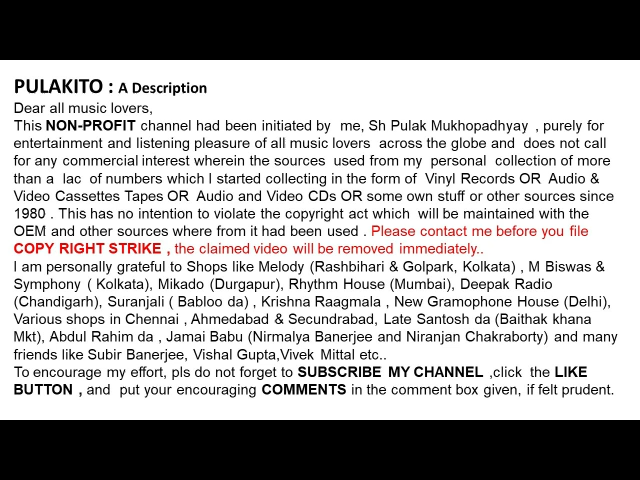 PULAKITO : A Description
Dear all music lovers,
This NON-PROFIT channel had been initiated by me, Sh Pulak Mukhopadhyay , purely for
entertainment and listening pleasure of all music lovers across the globe and does not call
for any commercial interest wherein the sources used from my personal collection of more
than a lac of numbers which I started collecting in the form of Vinyl Records OR Audio &
Video Cassettes Tapes OR Audio and Video CDs OR some own stuff or other sources since
1980 . This has no intention to violate the copyright act which will be maintained with the
OEM and other sources where from it had been used . Please contact me before you file
COPY RIGHT STRIKE , the claimed video will be removed immediately..
I am personally grateful to Shops like Melody (Rashbihari & Golpark, Kolkata) , M Biswas &
Symphony ( Kolkata), Mikado (Durgapur), Rhythm House (Mumbai), Deepak Radio
(Chandigarh), Suranjali ( Babloo da) , Krishna Raagmala , New Gramophone House (Delhi),
Various shops in Chennai , Ahmedabad & Secundrabad, Late Santosh da (Baithak khana
Mkt), Abdul Rahim da , Jamai Babu (Nirmalya Banerjee and Niranjan Chakraborty) and many
friends like Subir Banerjee, Vishal Gupta,Vivek Mittal etc..
To encourage my effort, pls do not forget to SUBSCRIBE MY CHANNEL ,click the LIKE
BUTTON , and put your encouraging COMMENTS in the comment box given, if felt prudent.